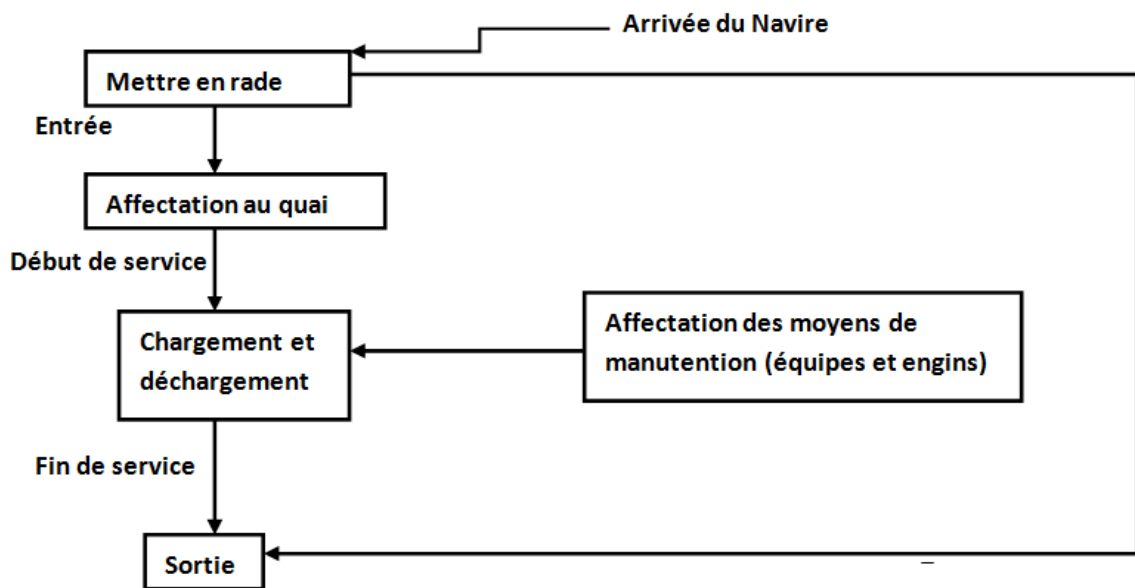 Arrivée du Navire
Mettre en rade
Entrée
Affectation au quai
Début de service
Chargement et
déchargement
Affectation des moyens de
manutention (équipes et engins)
Fin de service
Sortie